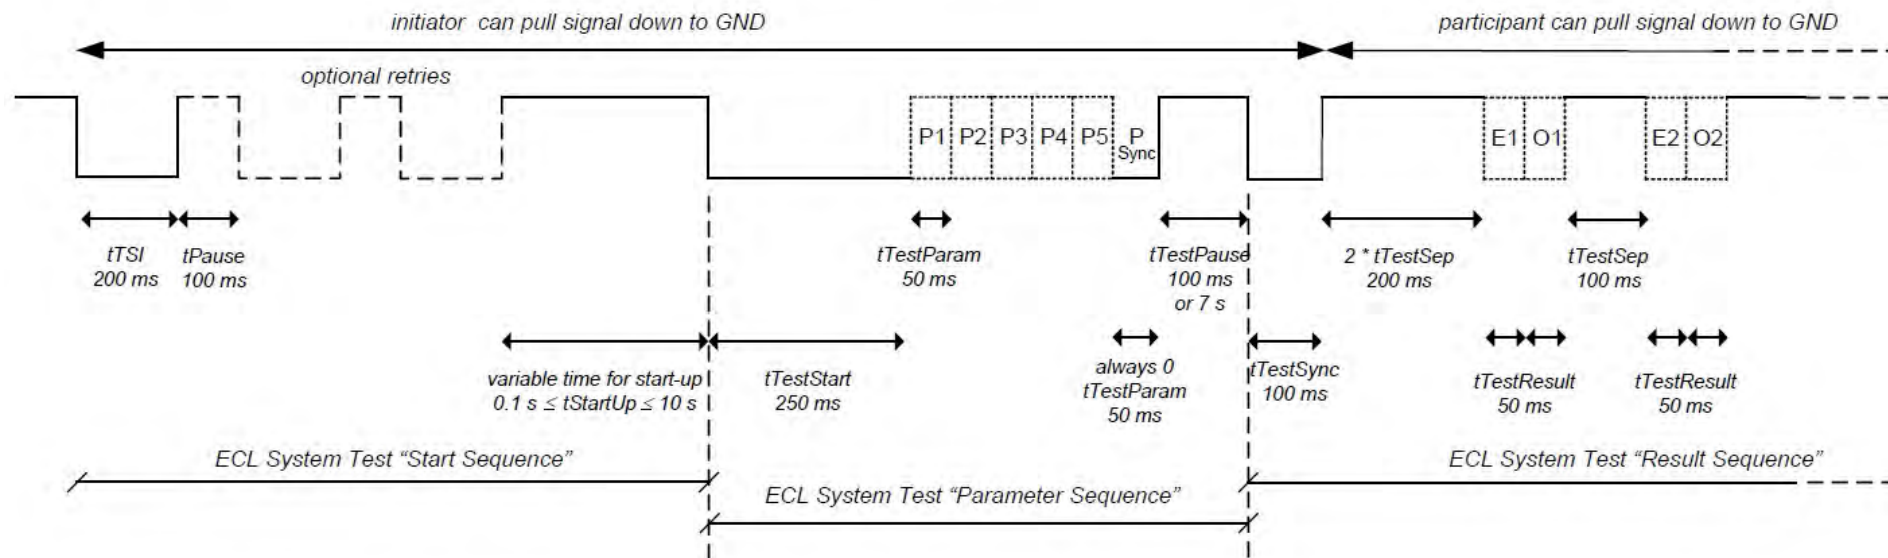 initiator can pull signal down to GND
participant can pull signal down to GND
optional retries
P1 P2 P3 P4 P5 P
Sync
E1 O1
E2 O2
tTSI
200 ms
tPause
100 ms
tTestParam
50 ms
tTestPause
100 ms
or 7 s
2 * tTestSep
200 ms
tTestSep
100 ms
variable time for start-up
0.1 s ≤ tStartUp ≤ 10 s
tTestStart
250 ms
always 0
tTestParam
50 ms
tTestSync
100 ms
tTestResult
50 ms
tTestResult
50 ms
ECL System Test “Start Sequence”
ECL System Test “Parameter Sequence”
ECL System Test “Result Sequence”